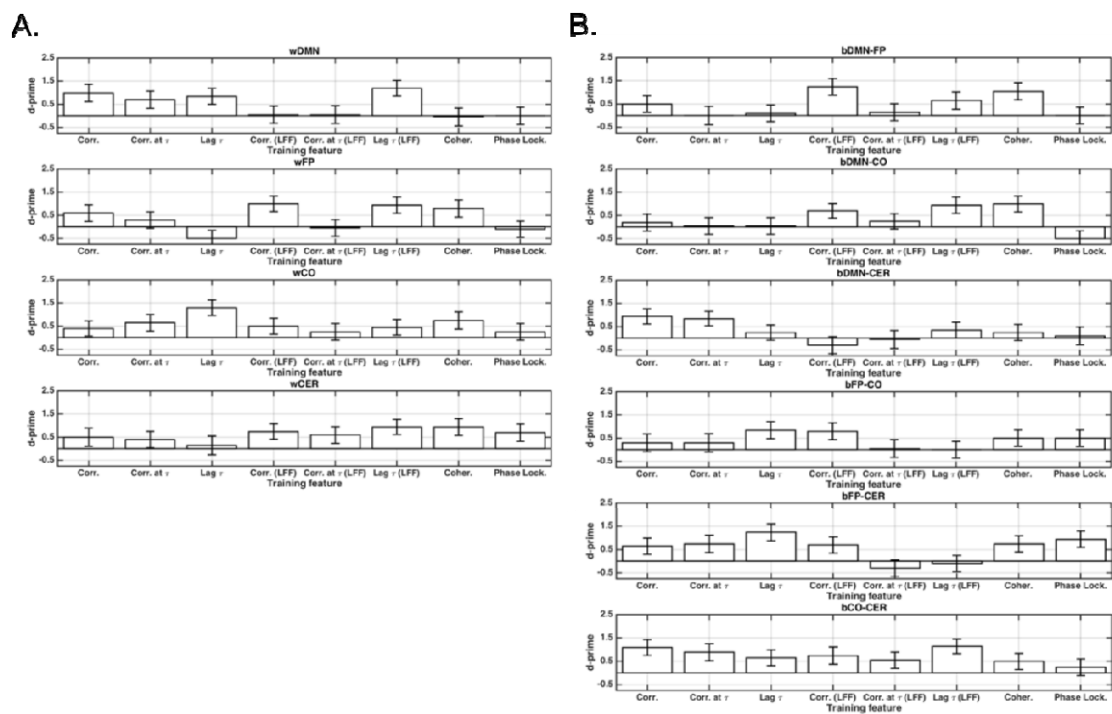 A.
wDMN
2.5
1.5
0.5
-0.5
d-prime
Corr. Corr. at τ Lag τ Corr. (LFF) Corr. at τ (LFF) Lag τ (LFF) Coher. Phase Lock.
Training feature
wFP
2.5
1.5
0.5
-0.5
d-prime
Corr. Corr. at τ Lag τ Corr. (LFF) Corr. at τ (LFF) Lag τ (LFF) Coher. Phase Lock.
Training feature
wCO
2.5
1.5
0.5
-0.5
d-prime
Corr. Corr. at τ Lag τ Corr. (LFF) Corr. at τ (LFF) Lag τ (LFF) Coher. Phase Lock.
Training feature
wCER
2.5
1.5
0.5
-0.5
d-prime
Corr. Corr. at τ Lag τ Corr. (LFF) Corr. at τ (LFF) Lag τ (LFF) Coher. Phase Lock.
Training feature
B.
bDMN-FP
2.5
1.5
0.5
-0.5
d-prime
Corr. Corr. at τ Lag τ Corr. (LFF) Corr. at τ (LFF) Lag τ (LFF) Coher. Phase Lock.
Training feature
bDMN-CO
2.5
1.5
0.5
-0.5
d-prime
Corr. Corr. at τ Lag τ Corr. (LFF) Corr. at τ (LFF) Lag τ (LFF) Coher. Phase Lock.
Training feature
bDMN-CER
2.5
1.5
0.5
-0.5
d-prime
Corr. Corr. at τ Lag τ Corr. (LFF) Corr. at τ (LFF) Lag τ (LFF) Coher. Phase Lock.
Training feature
bFP-CO
2.5
1.5
0.5
-0.5
d-prime
Corr. Corr. at τ Lag τ Corr. (LFF) Corr. at τ (LFF) Lag τ (LFF) Coher. Phase Lock.
Training feature
bFP-CER
2.5
1.5
0.5
-0.5
d-prime
Corr. Corr. at τ Lag τ Corr. (LFF) Corr. at τ (LFF) Lag τ (LFF) Coher. Phase Lock.
Training feature
bCO-CER
2.5
1.5
0.5
-0.5
d-prime
Corr. Corr. at τ Lag τ Corr. (LFF) Corr. at τ (LFF) Lag τ (LFF) Coher. Phase Lock.
Training feature